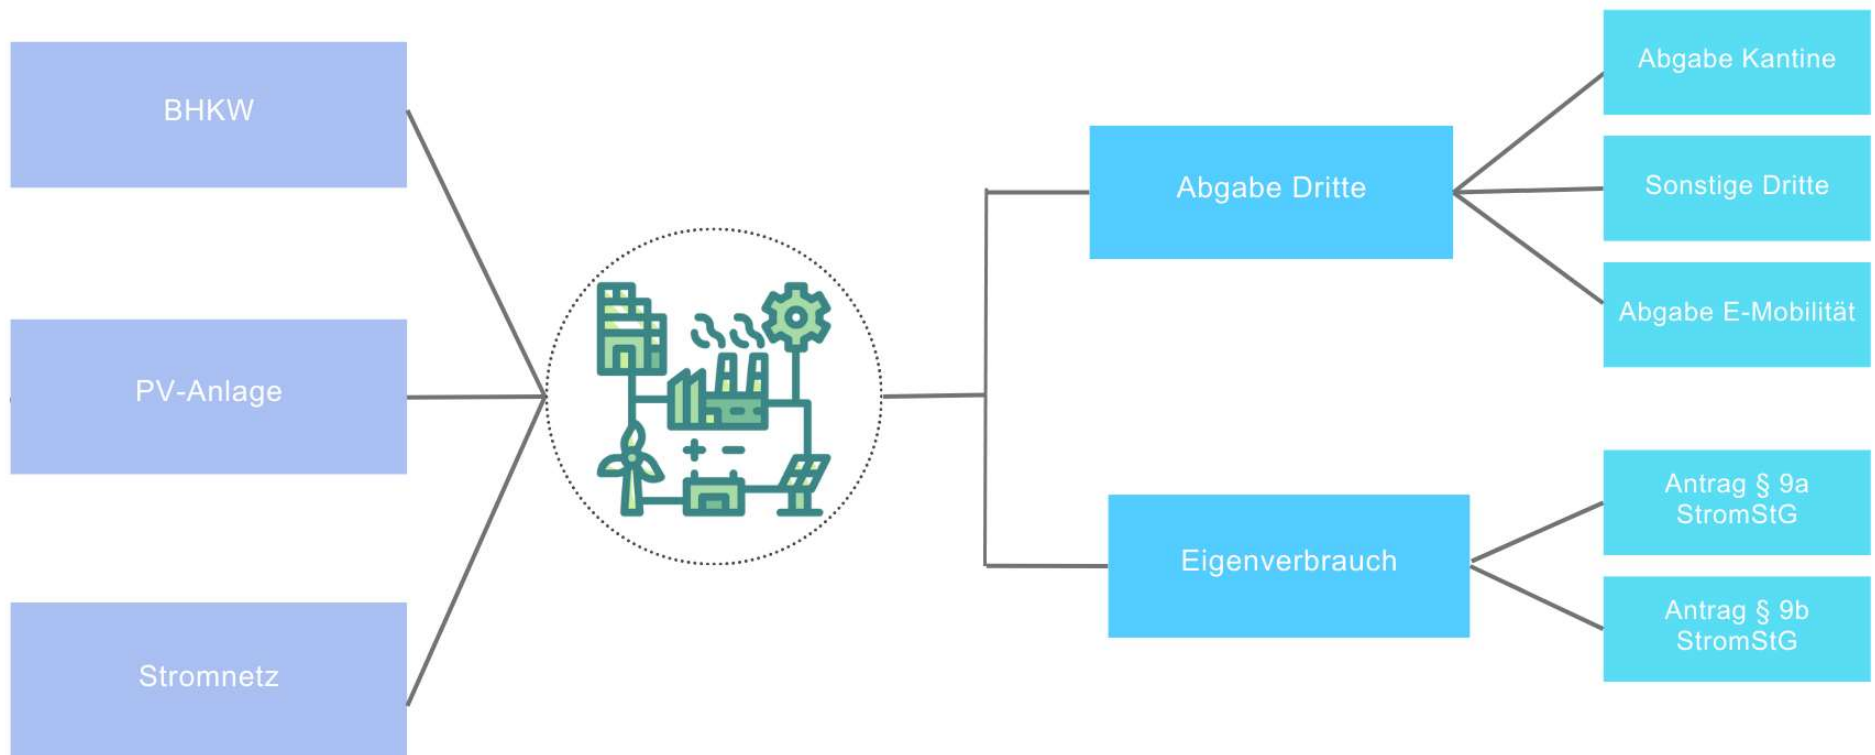 BHKW
PV-Anlage
Stromnetz
Abgabe Dritte
Eigenverbrauch
Abgabe Kantine
Sonstige Dritte
Abgabe E-Mobilität
Antrag § 9a
StromStG
Antrag § 9b
StromStG